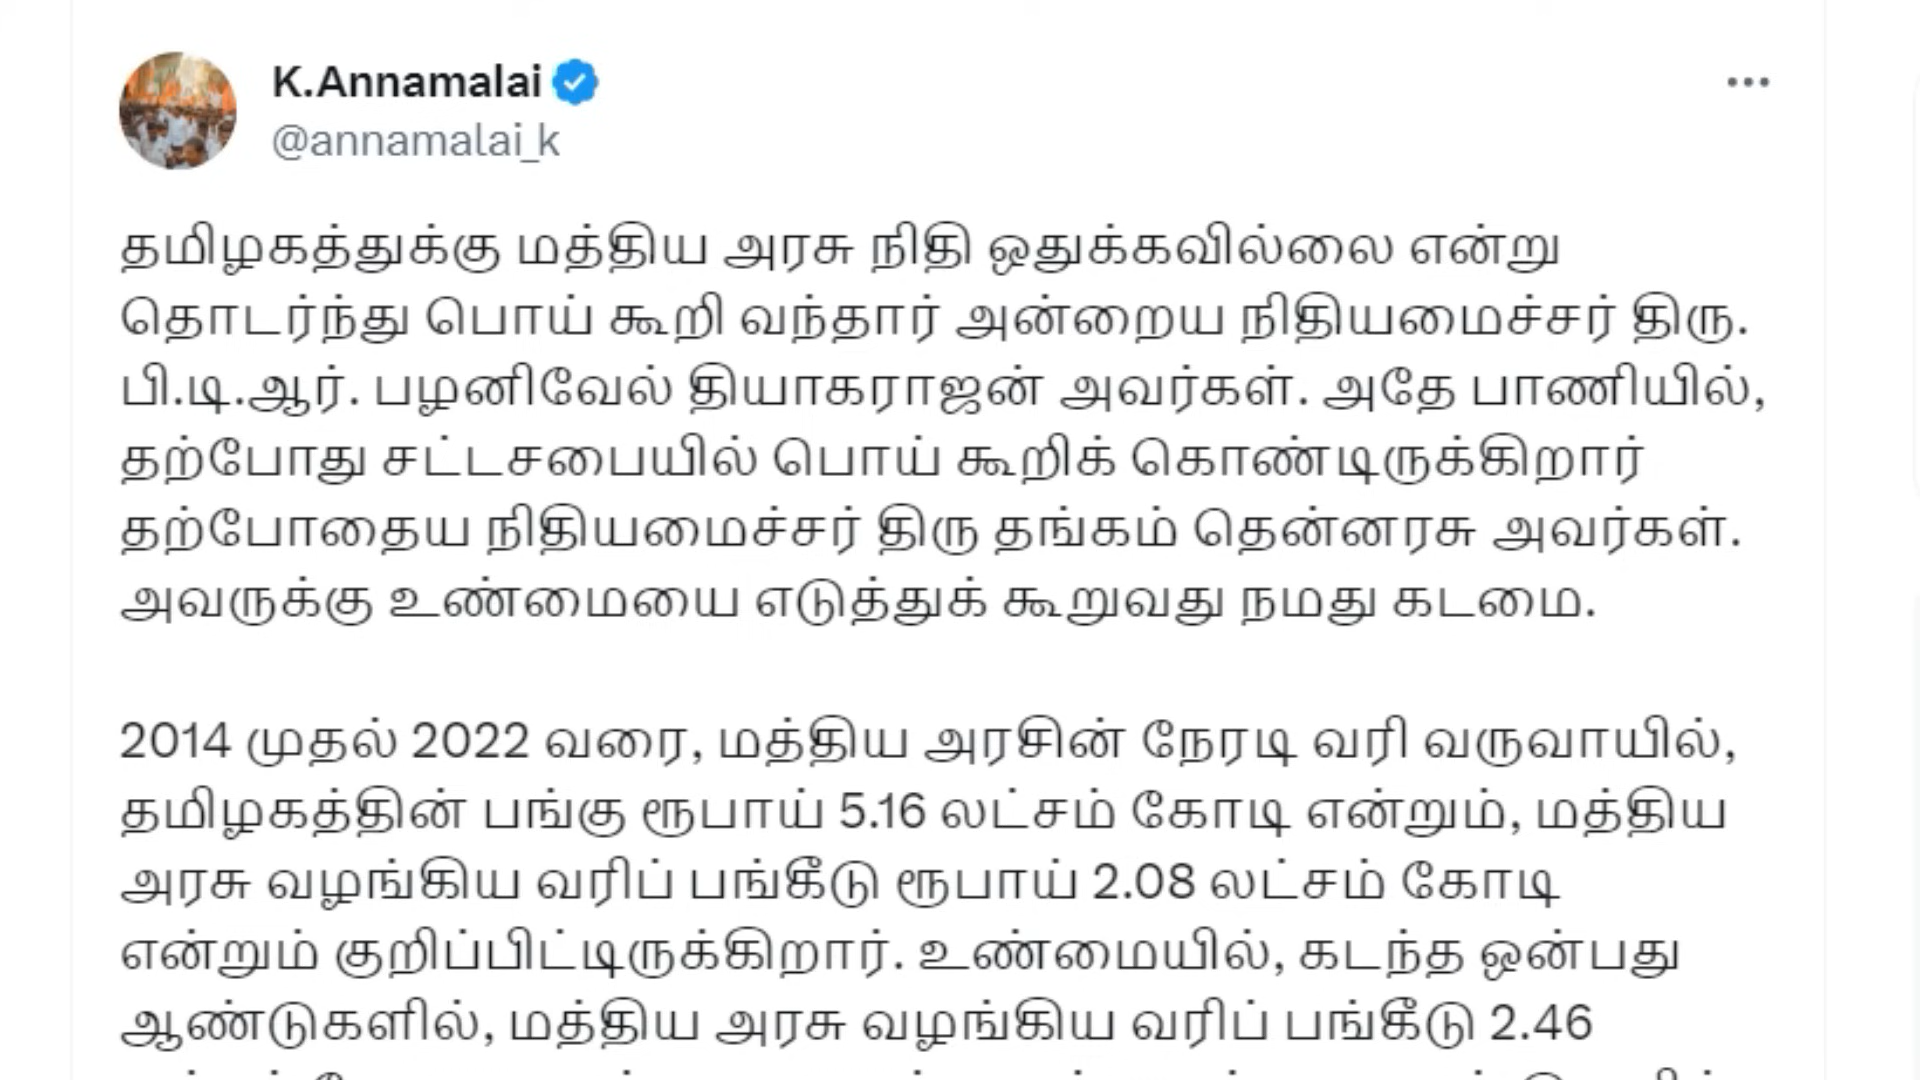 K.Annamalai
@annamalai_k
தமிழகத்துக்கு மத்திய அரசு நிதி ஒதுக்கவில்லை என்று
தொடர்ந்து பொய் கூறி வந்தார் அன்றைய நிதியமைச்சர் திரு.
பி.டி.ஆர். பழனிவேல் தியாகராஜன் அவர்கள். அதே பாணியில்,
தற்போது சட்டசபையில் பொய் கூறிக் கொண்டிருக்கிறார்
தற்போதைய நிதியமைச்சர் திரு தங்கம் தென்னரசு அவர்கள்.
அவருக்கு உண்மையை எடுத்துக் கூறுவது நமது கடமை.
2014 முதல் 2022 வரை, மத்திய அரசின் நேரடி வரி வருவாயில்,
தமிழகத்தின் பங்கு ரூபாய் 5.16 லட்சம் கோடி என்றும், மத்திய
அரசு வழங்கிய வரிப் பங்கீடு ரூபாய் 2.08 லட்சம் கோடி
என்றும் குறிப்பிட்டிருக்கிறார். உண்மையில், கடந்த ஒன்பது
ஆண்டுகளில், மத்திய அரசு வழங்கிய வரிப் பங்கீடு 2.46